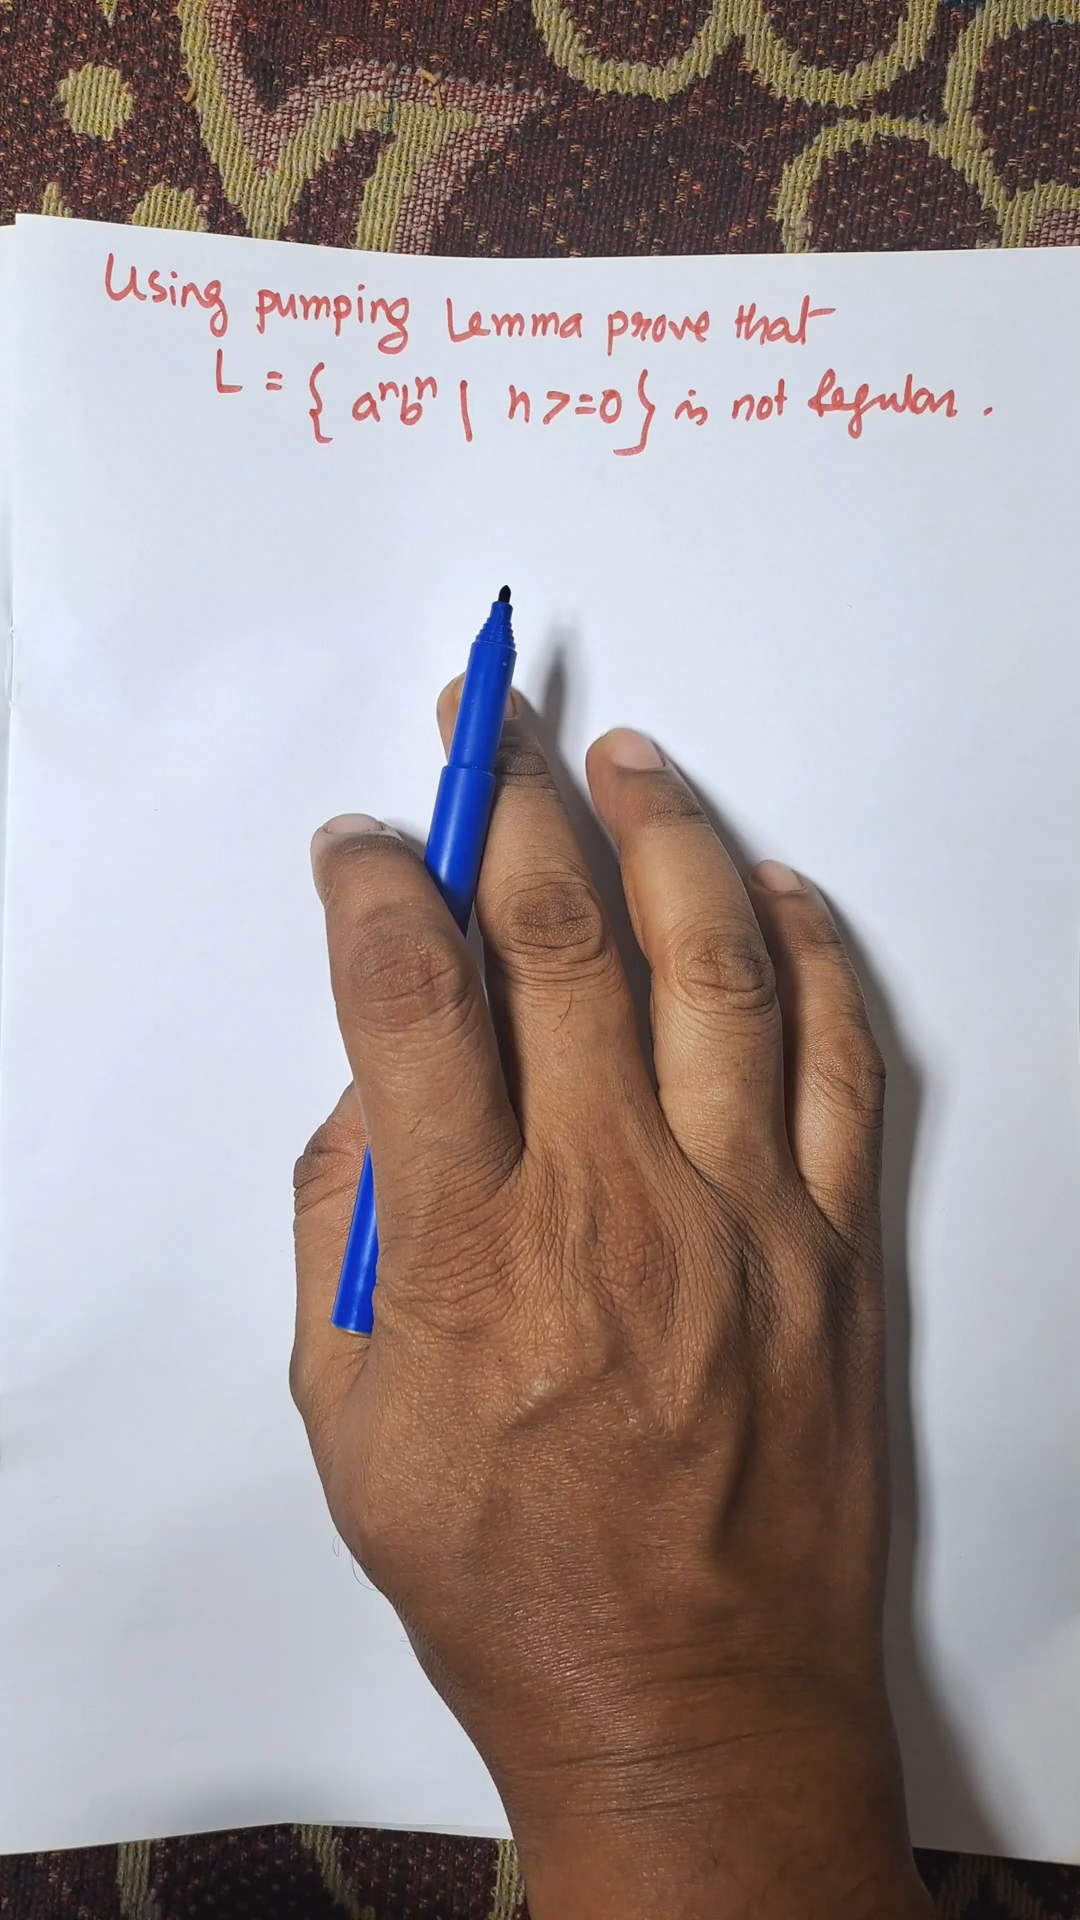 Using pumping Lemma prove that
L = { aⁿbⁿ | n >=0 } is not Regular.